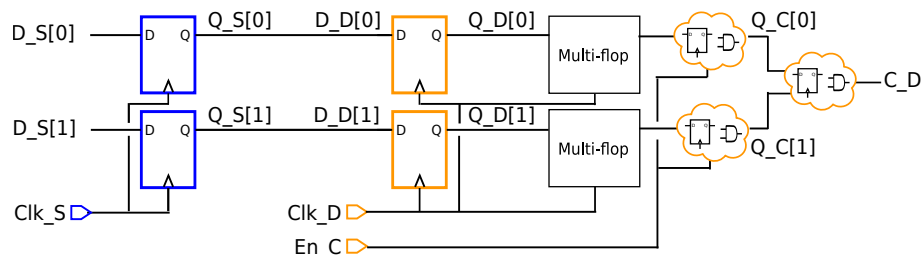 D_S[0] D Q Q_S[0] D_D[0] D Q Q_D[0] Multi-flop Q_C[0]
C_D
D_S[1] D Q Q_S[1] D_D[1] D Q Q_D[1] Multi-flop Q_C[1]
Clk_S Clk_D
En C